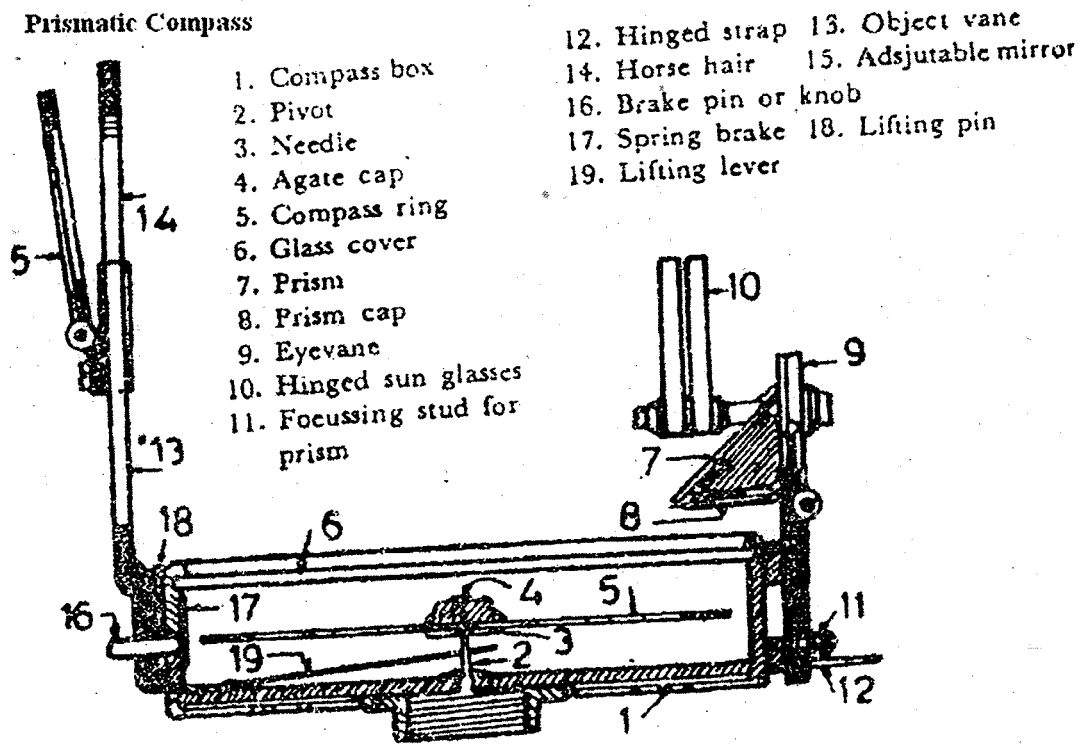 Prismatic Compass
1. Compass box
2. Pivot
3. Needle
4. Agate cap
5. Compass ring
6. Glass cover
7. Prism
8. Prism cap
9. Eyevane
10. Hinged sun glasses
11. Focussing stud for
prism
12. Hinged strap 13. Object vane
14. Horse hair 15. Adsjutable mirror
16. Brake pin or knob
17. Spring brake 18. Lifting pin
19. Lifting lever
14
5
10
9
13
7
8
18
6
17
4
5
16
3
11
19
2
12
1